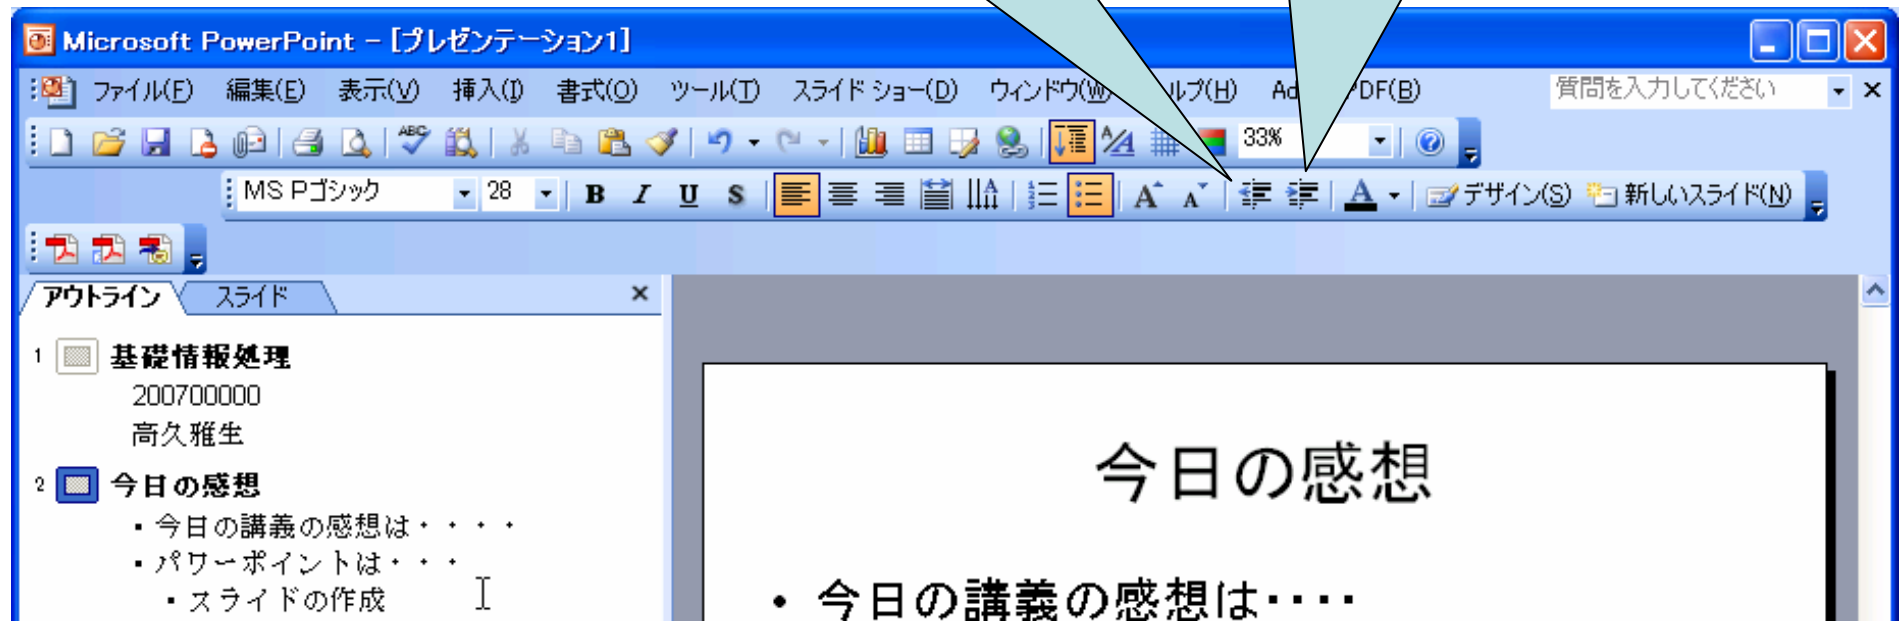 Microsoft PowerPoint - [プレゼンテーション1]
ファイル(F) 編集(E) 表示(V) 挿入(I) 書式(O) ツール(T) スライド ショー(D) ウィンドウ(W) ルプ(H) Ad PDF(B) 質問を入力してください
ABC 33%
MS Pゴシック 28 B I U S A A A デザイン(S) 新しいスライド(N)
アウトライン スライド
1 基礎情報処理
200700000
高久雅生
2 今日の感想
・今日の講義の感想は・・・・
・パワーポイントは・・・
・スライドの作成
今日の感想
・今日の講義の感想は・・・・